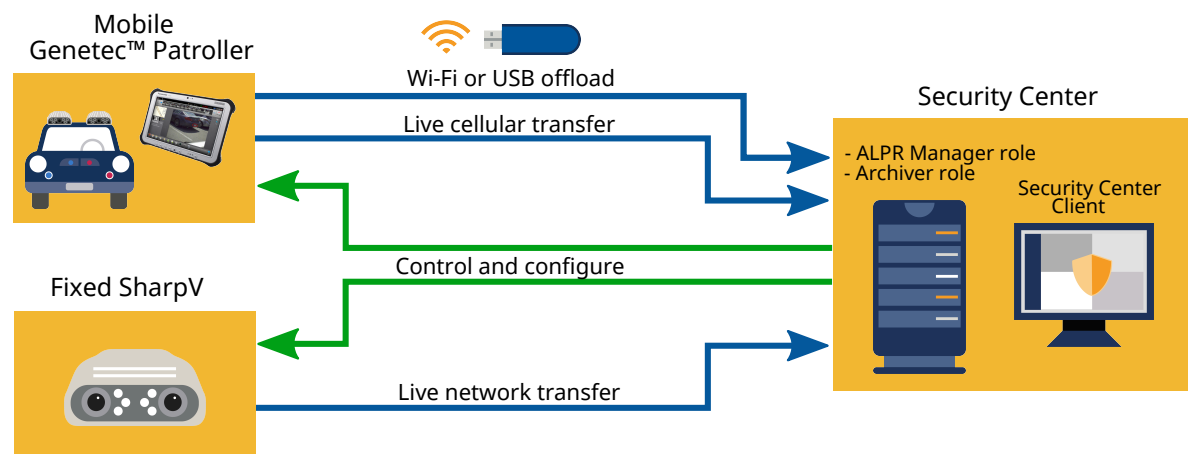 Mobile
Genetec™ Patroller
Wi-Fi or USB offload
Live cellular transfer
Security Center
- ALPR Manager role
- Archiver role
Security Center
Client
Control and configure
Fixed SharpV
Live network transfer